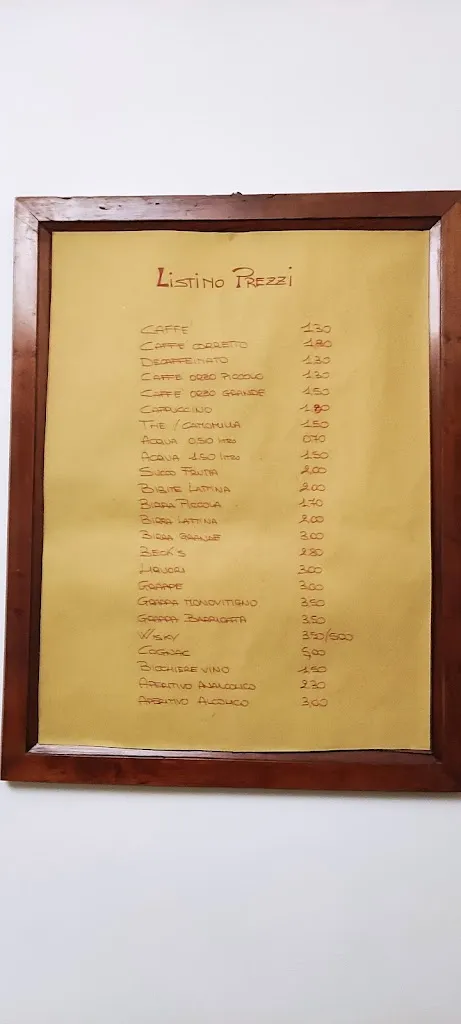 Listino Prezzi
CAFFE 1.30
CAFFE CORRETTO 1.80
DECAFFEINATO 1.30
CAFFE ORZO PICCOLO 1.30
CAFFE ORZO GRANDE 1.50
CAPPUCCINO 1.80
THE / CAMOMILLA 1.50
ACQUA 0.50 LITRI 0.70
ACQUA 1.50 LITRI 1.50
SUCCO FRUTTA 2.00
BIBITE LATTINA 2.00
BIRRA PICCOLA 1.70
BIRRA LATTINA 2.00
BIRRA GRANDE 3.00
BECK'S 2.80
LIQUORI 3.00
GRAPPE 3.00
GRAPPA MONOVITIGNO 3.50
GRAPPA BARRICATA 3.50
WISKY 3.50/5.00
COGNAC 5,00
BICCHIERE VINO 1.50
APERITIVO ANALCOLICO 2.30
APERITIVO ALCOLICO 3,00